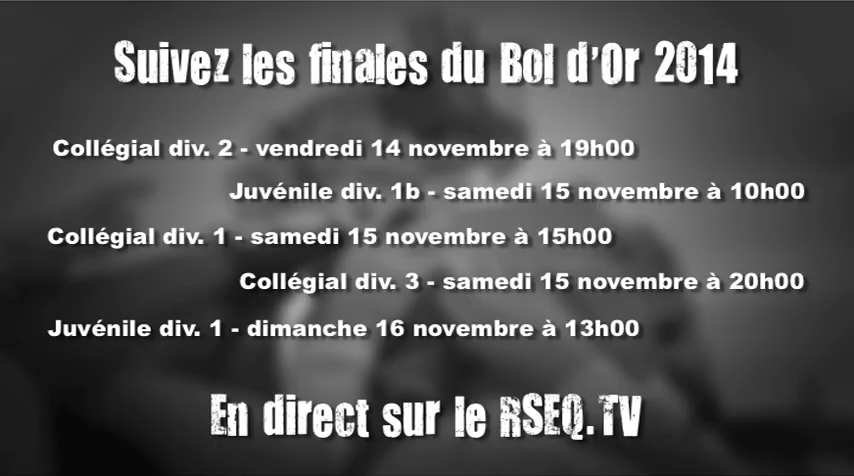 Suivez les finales du Bol d'Or 2014
Collégial div. 2 - vendredi 14 novembre à 19h00
Juvénile div. 1b - samedi 15 novembre à 10h00
Collégial div. 1 - samedi 15 novembre à 15h00
Collégial div. 3 - samedi 15 novembre à 20h00
Juvénile div. 1 - dimanche 16 novembre à 13h00
En direct sur le RSEQ.TV